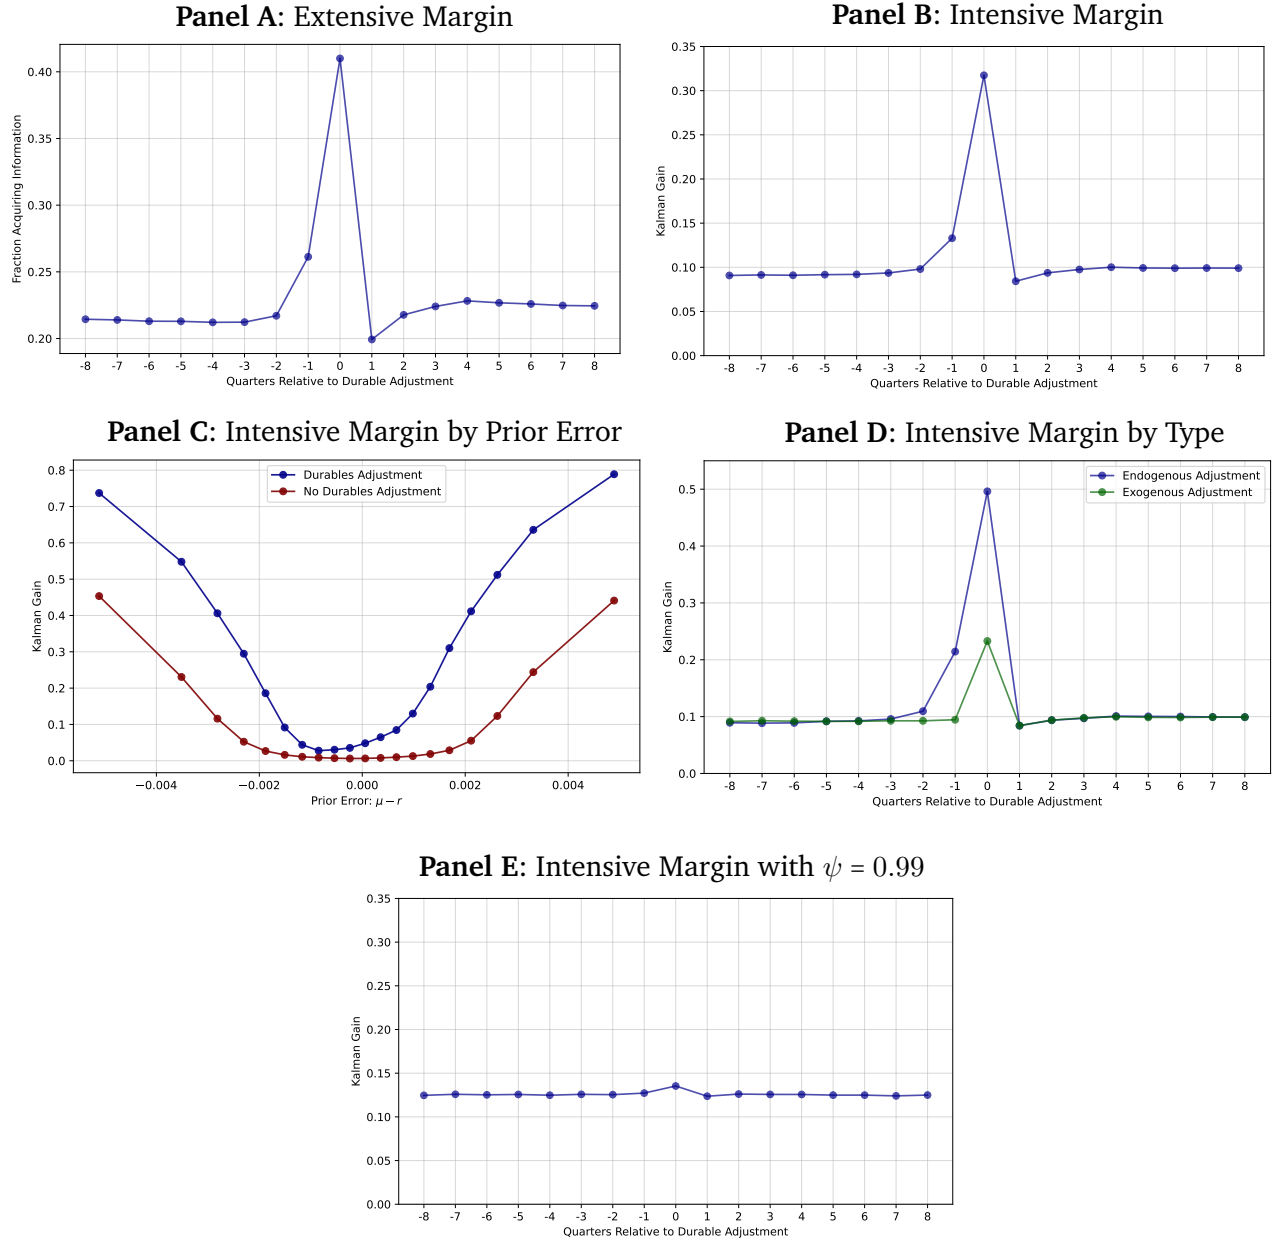 Panel A: Extensive Margin
0.40
0.35
0.30
0.25
0.20
Fraction Acquiring Information
-8 -7 -6 -5 -4 -3 -2 -1 0 1 2 3 4 5 6 7 8
Quarters Relative to Durable Adjustment
Panel B: Intensive Margin
0.35
0.30
0.25
0.20
0.15
0.10
0.05
0.00
Kalman Gain
-8 -7 -6 -5 -4 -3 -2 -1 0 1 2 3 4 5 6 7 8
Quarters Relative to Durable Adjustment
Panel C: Intensive Margin by Prior Error
Durables Adjustment
No Durables Adjustment
0.8
0.7
0.6
0.5
0.4
0.3
0.2
0.1
0.0
Kalman Gain
−0.004 −0.002 0.000 0.002 0.004
Prior Error: μ − r
Panel D: Intensive Margin by Type
Endogenous Adjustment
Exogenous Adjustment
0.5
0.4
0.3
0.2
0.1
0.0
Kalman Gain
-8 -7 -6 -5 -4 -3 -2 -1 0 1 2 3 4 5 6 7 8
Quarters Relative to Durable Adjustment
Panel E: Intensive Margin with ψ = 0.99
0.35
0.30
0.25
0.20
0.15
0.10
0.05
0.00
Kalman Gain
-8 -7 -6 -5 -4 -3 -2 -1 0 1 2 3 4 5 6 7 8
Quarters Relative to Durable Adjustment